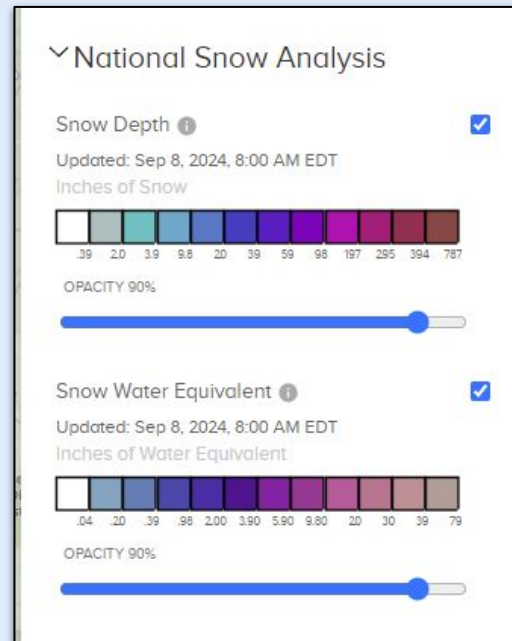 National Snow Analysis
Snow Depth
Updated: Sep 8, 2024, 8:00 AM EDT
Inches of Snow
.39 2.0 3.9 9.8 20 39 59 98 197 295 394 787
OPACITY 90%
Snow Water Equivalent
Updated: Sep 8, 2024, 8:00 AM EDT
Inches of Water Equivalent
.04 .20 .39 .98 2.00 3.90 5.90 9.80 20 30 39 79
OPACITY 90%